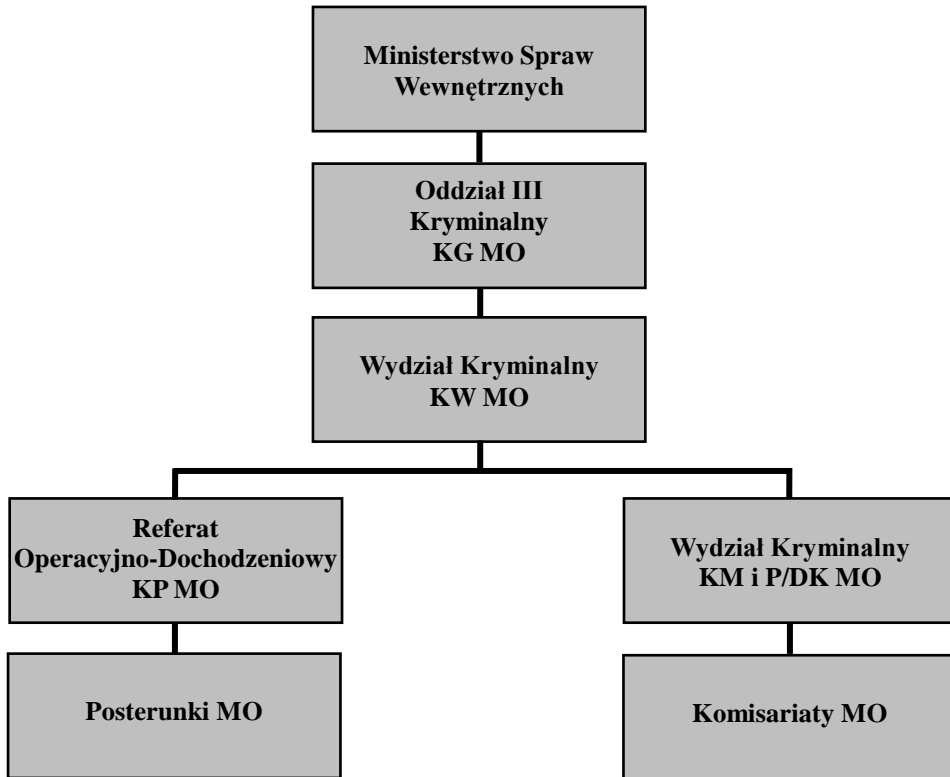 Ministerstwo Spraw
Wewnętrznych
Oddział III
Kryminalny
KG MO
Wydział Kryminalny
KW MO
Referat
Operacyjno-Dochodzeniowy
KP MO
Wydział Kryminalny
KM i P/DK MO
Posterunki MO
Komisariaty MO